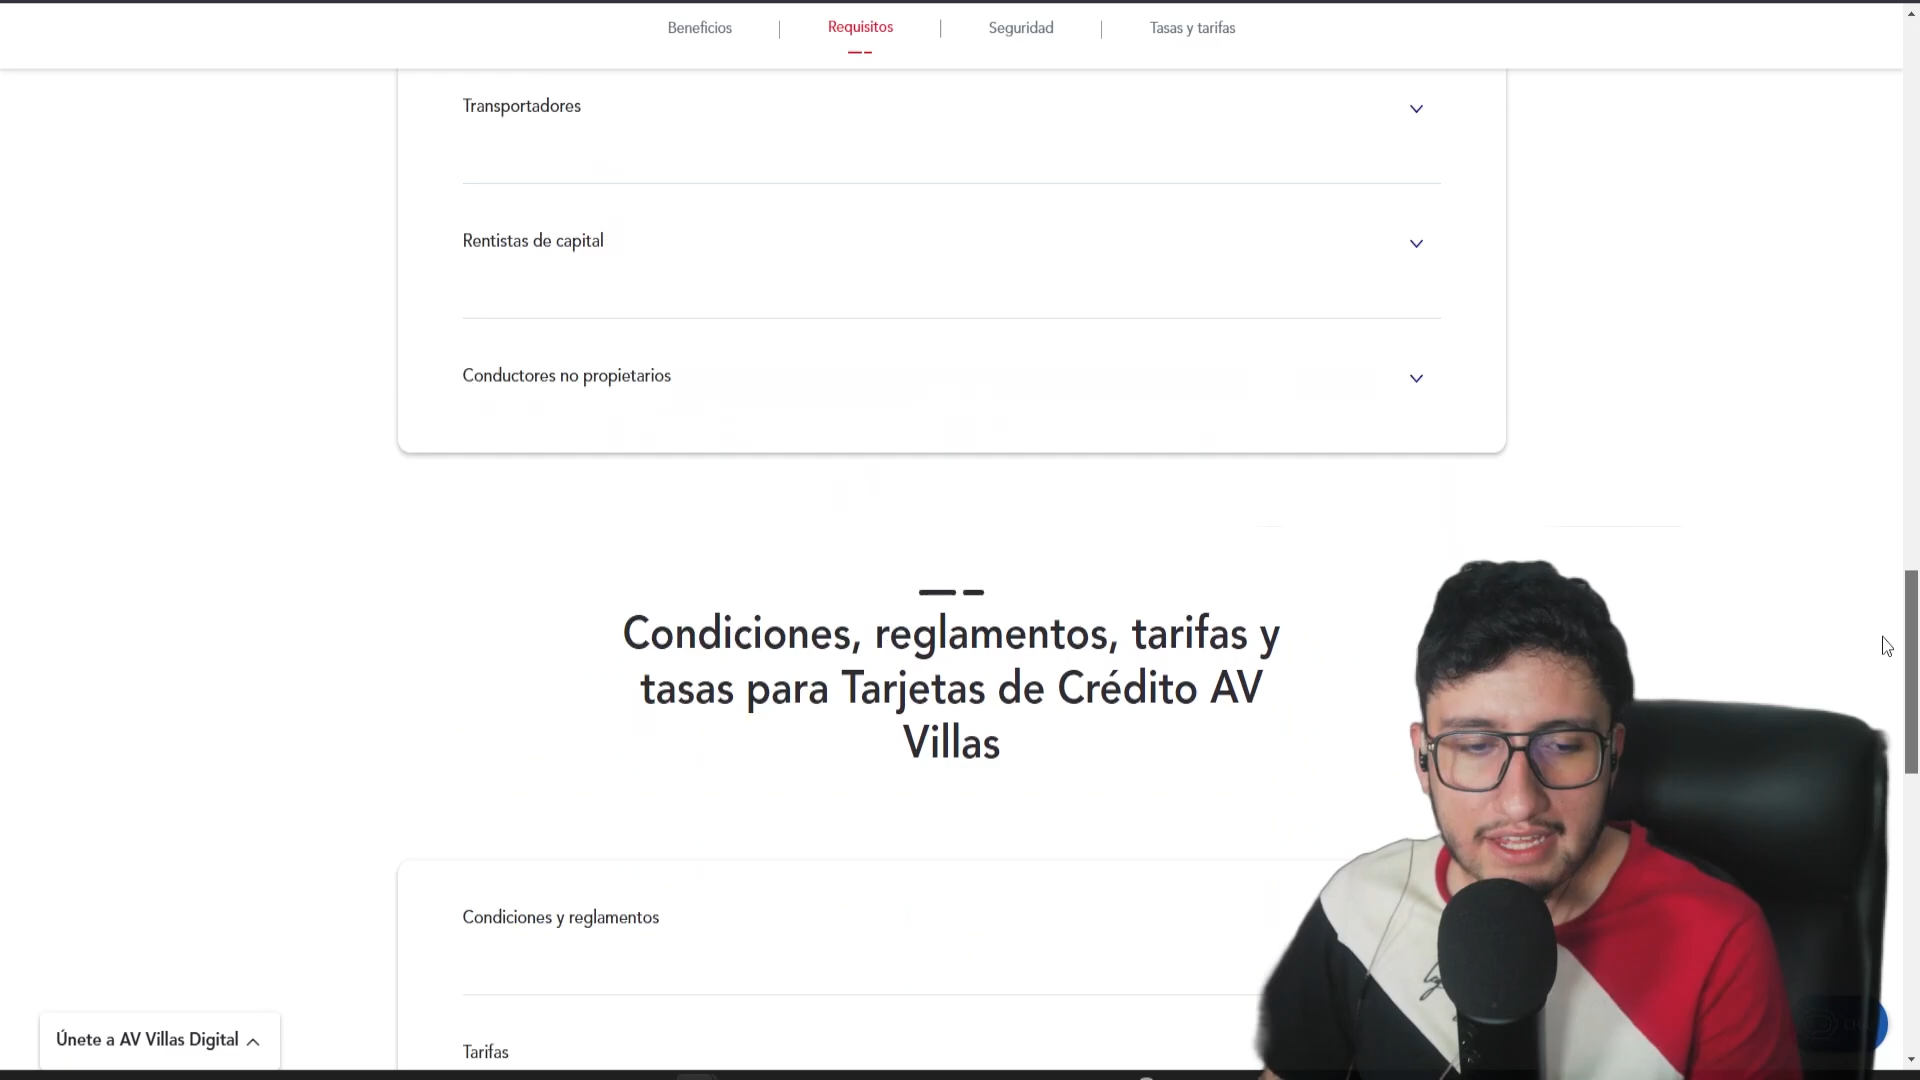 Beneficios
Requisitos
Seguridad
Tasas y tarifas
Transportadores
Rentistas de capital
Conductores no propietarios
Condiciones, reglamentos, tarifas y
tasas para Tarjetas de Crédito AV
Villas
Condiciones y reglamentos
Únete a AV Villas Digital
Tarifas